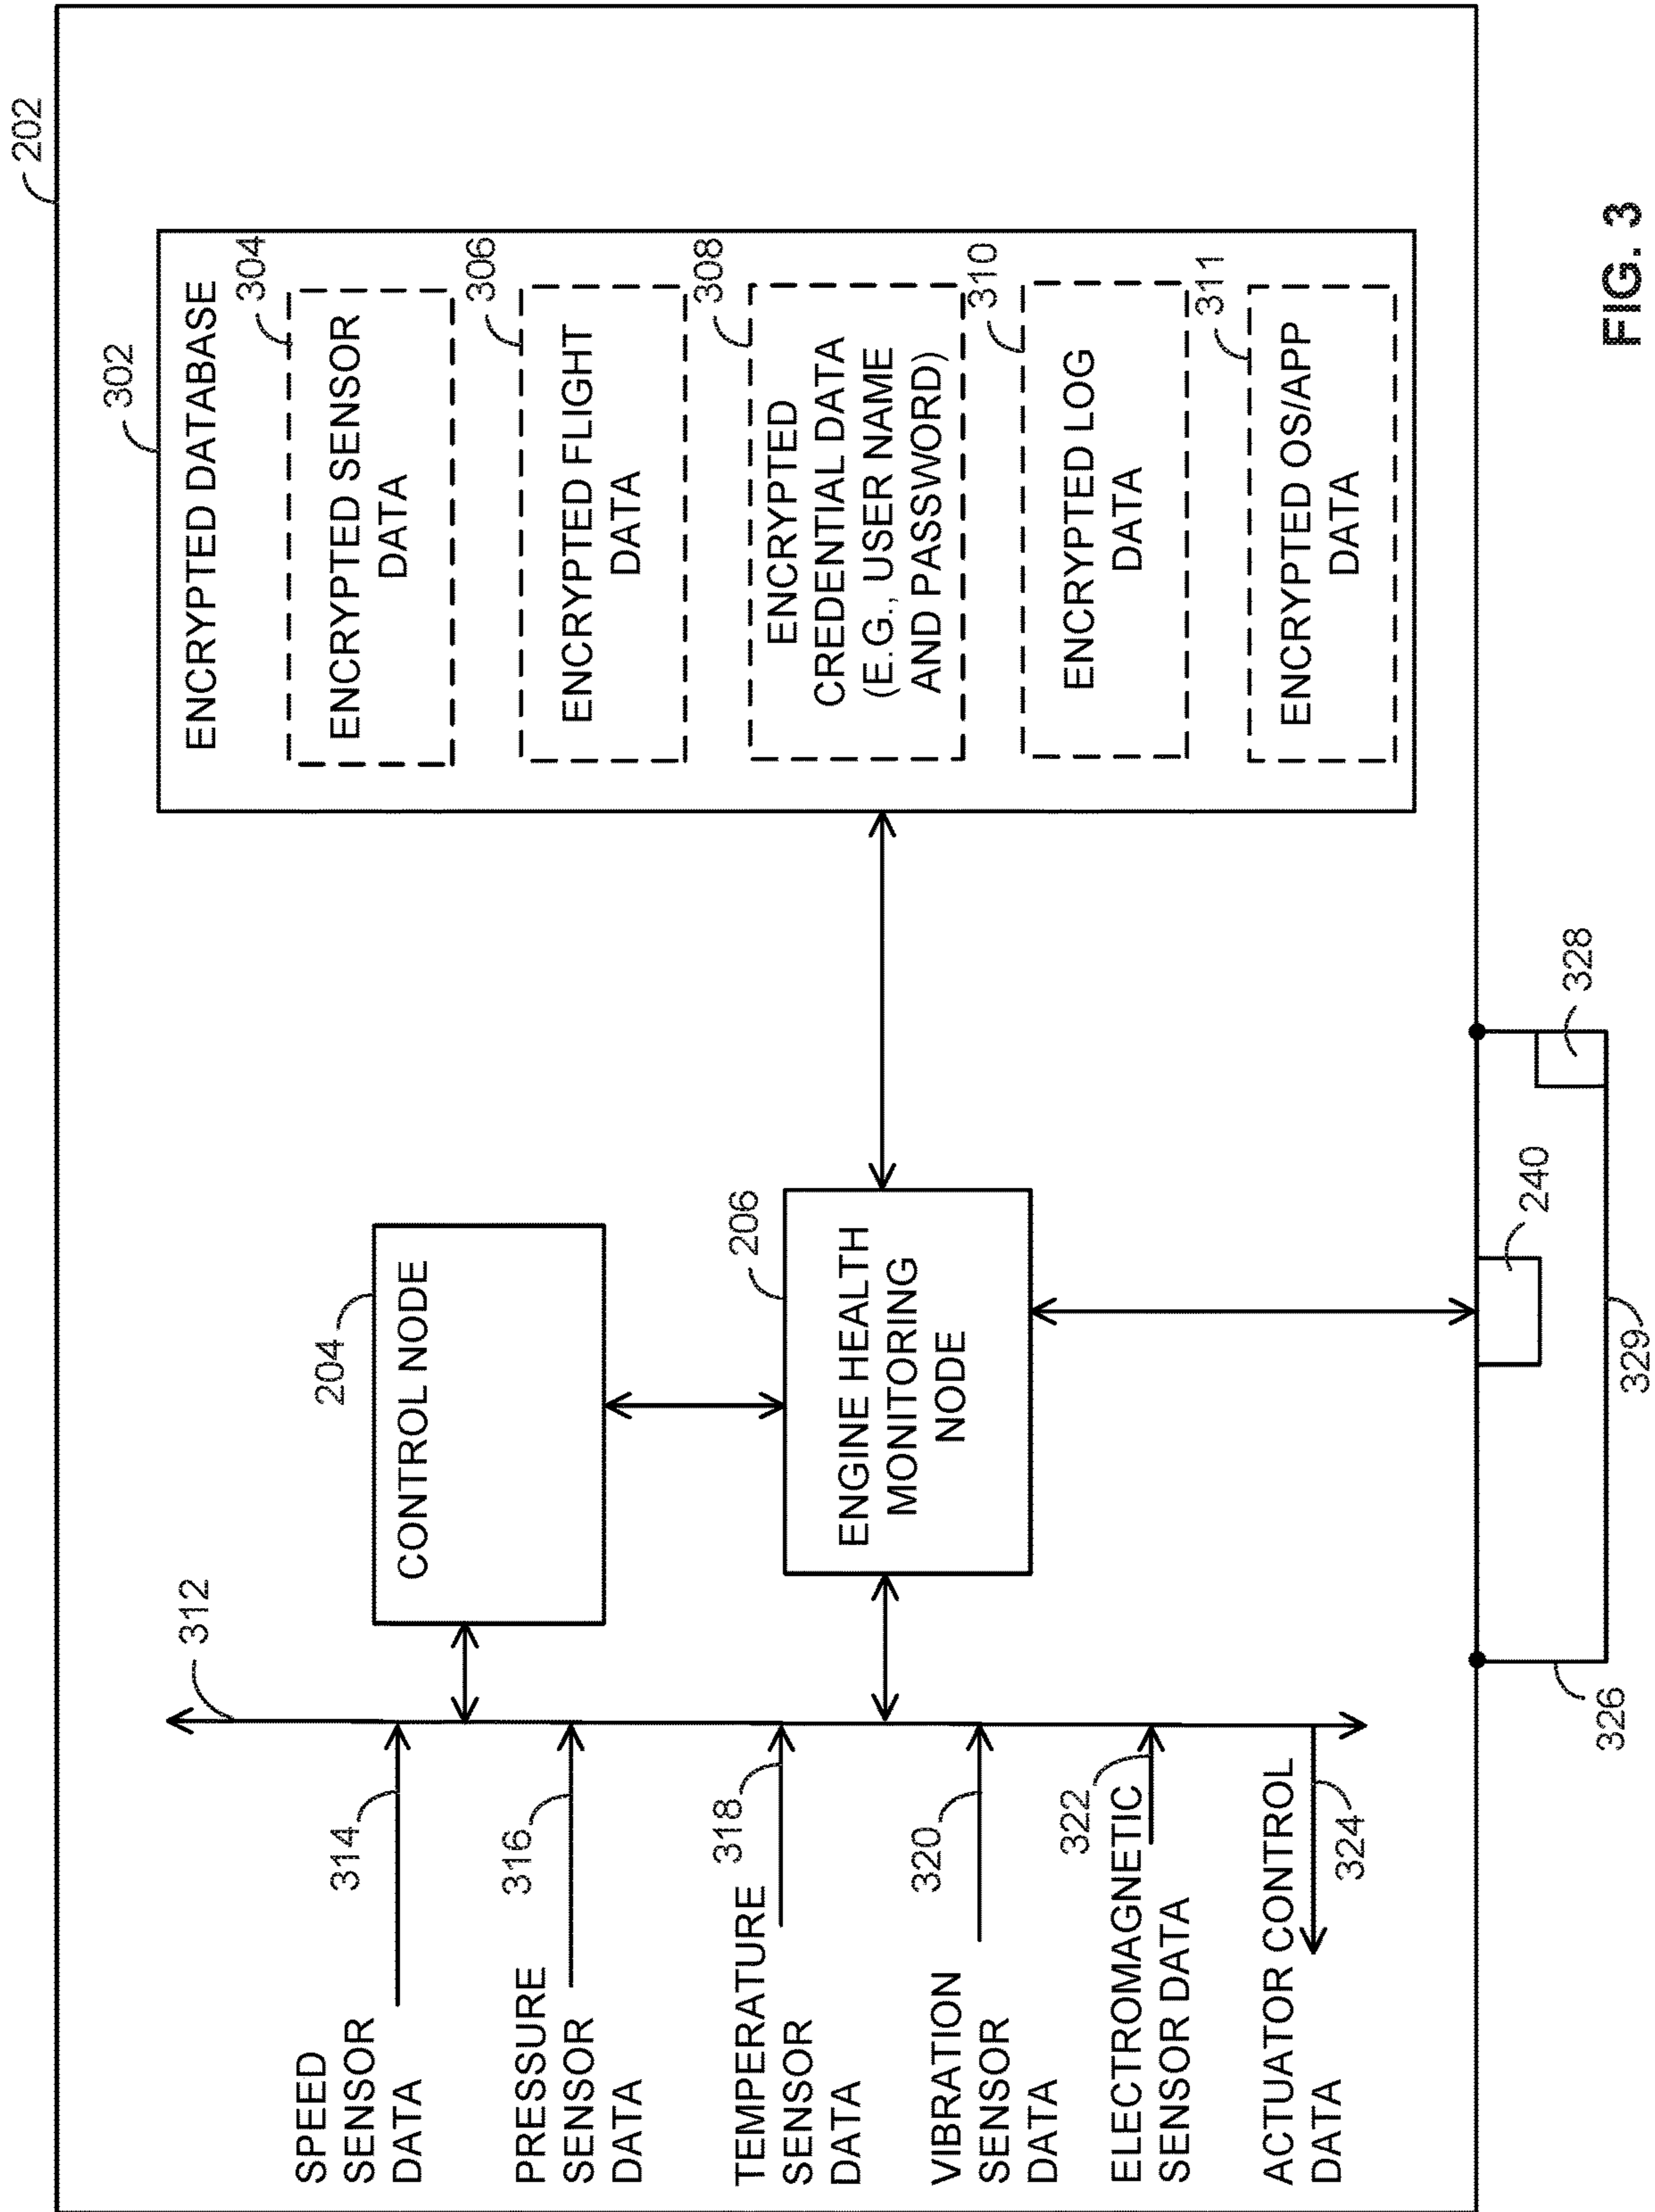 202
302
ENCRYPTED DATABASE
304
ENCRYPTED SENSOR
DATA
306
ENCRYPTED FLIGHT
DATA
308
ENCRYPTED
CREDENTIAL DATA
(E.G., USER NAME
AND PASSWORD)
310
ENCRYPTED LOG
DATA
311
ENCRYPTED OS/APP
DATA
204
CONTROL NODE
206
ENGINE HEALTH
MONITORING
NODE
312
SPEED
SENSOR
DATA
314
PRESSURE
SENSOR
DATA
316
TEMPERATURE
SENSOR
DATA
318
VIBRATION
SENSOR
DATA
320
ELECTROMAGNETIC
SENSOR DATA
322
ACTUATOR CONTROL
DATA
324
326
329
240
328
FIG. 3